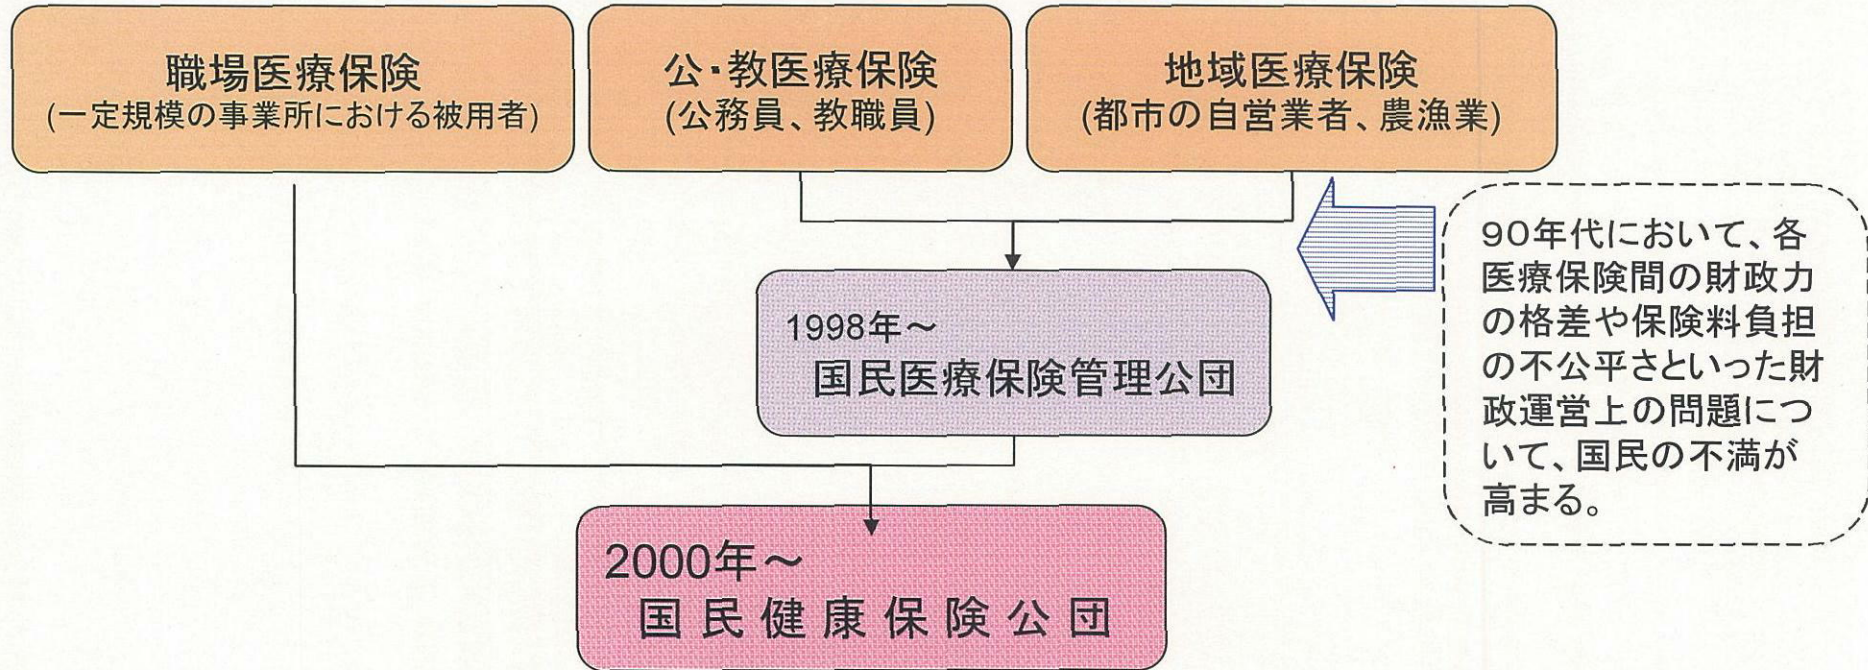 職場医療保険
(一定規模の事業所における被用者)
公・教医療保険
(公務員、教職員)
地域医療保険
(都市の自営業者、農漁業)
90年代において、各
医療保険間の財政力
の格差や保険料負担
の不公平さといった財
政運営上の問題につ
いて、国民の不満が
高まる。
1998年～
国民医療保険管理公団
2000年～
国民健康保険公団